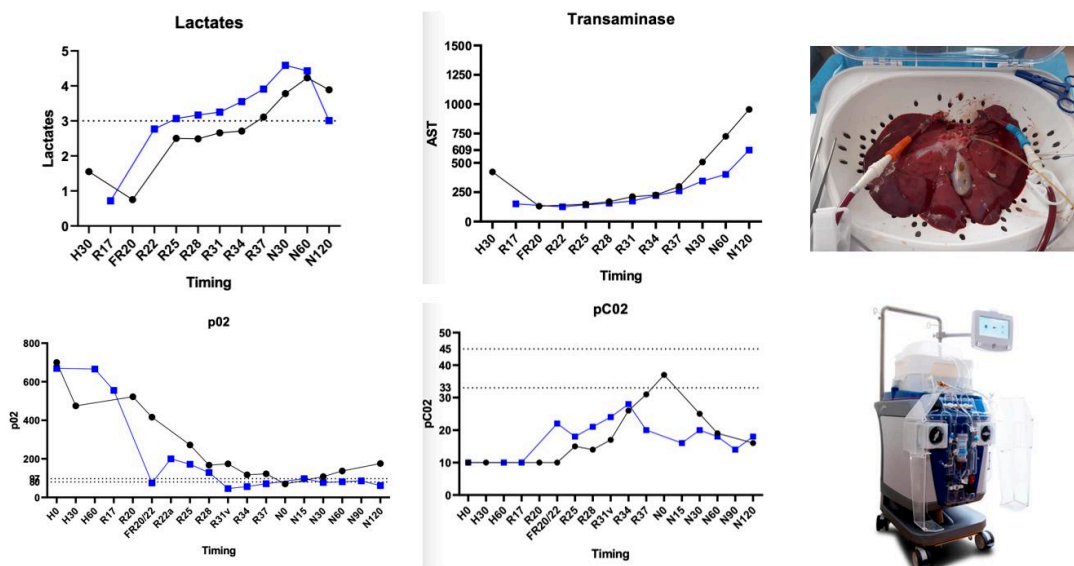 Lactates
5
4
3
2
1
0
Lactates
H30
R17
FR20
R22
R25
R28
R31
R34
R37
N30
N60
N120
Timing
Transaminase
1500
1250
1000
759
609
500
250
0
AST
H30
R17
FR20
R22
R25
R28
R31
R34
R37
N30
N60
N120
Timing
p02
800
600
400
200
0
p02
H0
H30
H60
R17
R20
FR20/22
R22a
R25
R28
R31v
R34
R37
N0
N15
N30
N60
N90
N120
Timing
pC02
50
45
40
33
30
20
10
0
pC02
H0
H30
H60
R17
R20
FR20/22
R25
R28
R31v
R34
R37
N0
N15
N30
N60
N90
N120
Timing